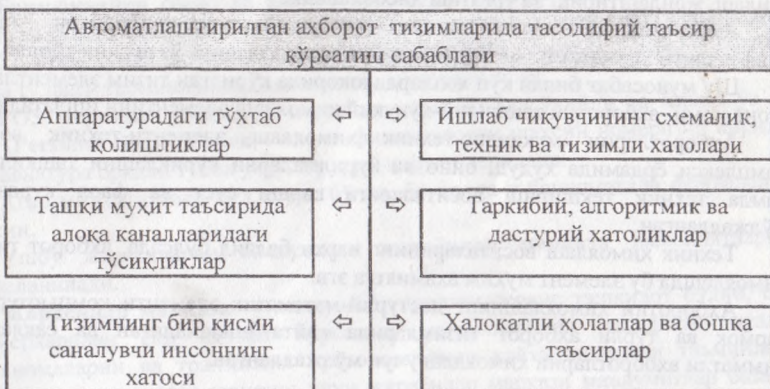 Автоматлаштирилган ахборот тизимларида тасодифий таъсир
кўрсатиш сабаблари
Аппаратурадаги тўхтаб
қолишликлар
Ишлаб чиқувчининг схемалик,
техник ва тизимли хатолари
Ташқи муҳит таъсирида
алоқа каналларидаги
тўсиқликлар
Таркибий, алгоритмик ва
дастурий хатоликлар
Тизимнинг бир қисми
саналувчи инсоннинг
хатоси
Ҳалокатли ҳолатлар ва бошқа
таъсирлар